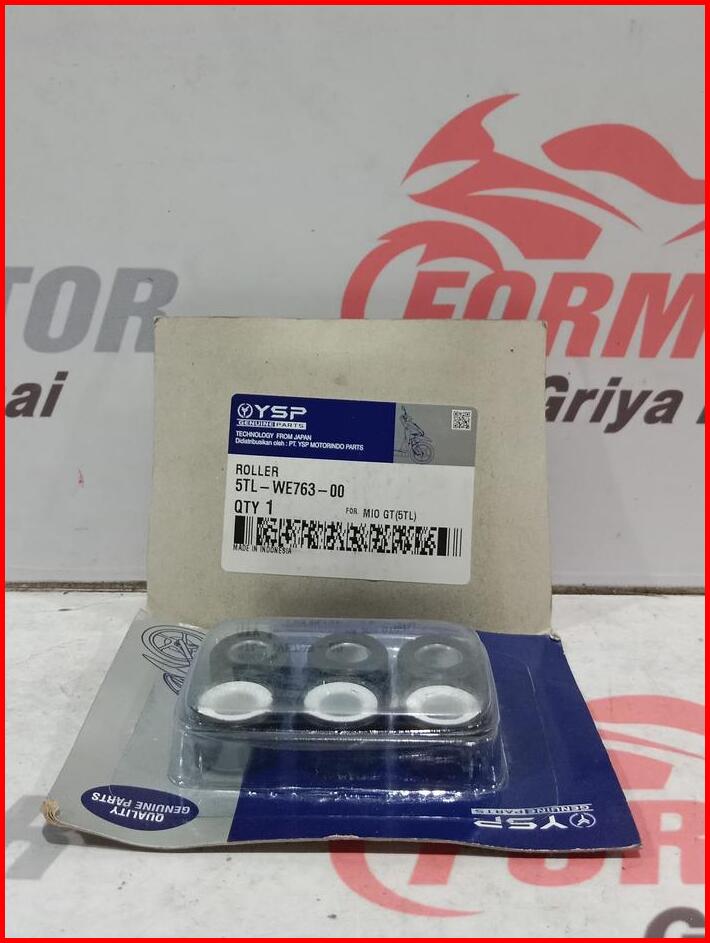 TOR
FORM
ai
Griya
YSP
GENUINE PARTS
TECHNOLOGY FROM JAPAN
Didistribusikan oleh : PT. YSP MOTORINDO PARTS
ROLLER
5TL-WE763-00
QTY 1
FOR. MIO GT(5TL)
MADE IN INDONESIA
QUALITY
GENUINE PARTS
YSP
GENUINE PARTS